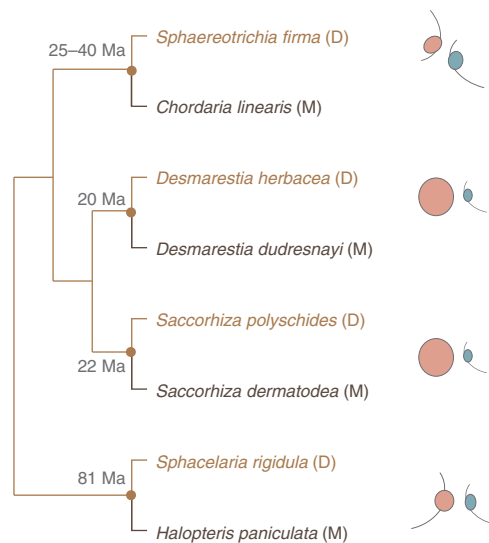 25–40 Ma
Sphaereotrichia firma (D)
Chordaria linearis (M)
20 Ma
Desmarestia herbacea (D)
Desmarestia dudresnayi (M)
Saccorhiza polyschides (D)
22 Ma
Saccorhiza dermatodea (M)
81 Ma
Sphacelaria rigidula (D)
Halopteris paniculata (M)